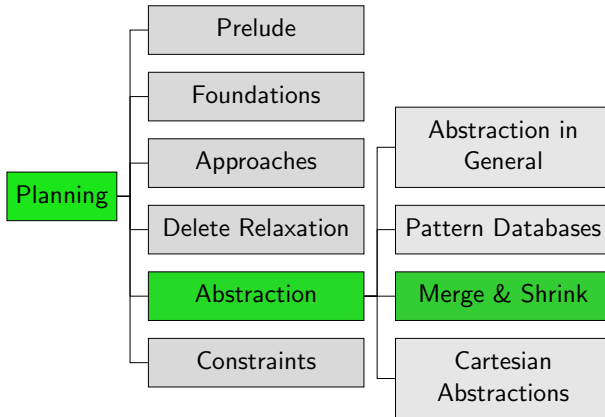 Planning
Prelude
Foundations
Approaches
Delete Relaxation
Abstraction
Constraints
Abstraction in
General
Pattern Databases
Merge & Shrink
Cartesian
Abstractions